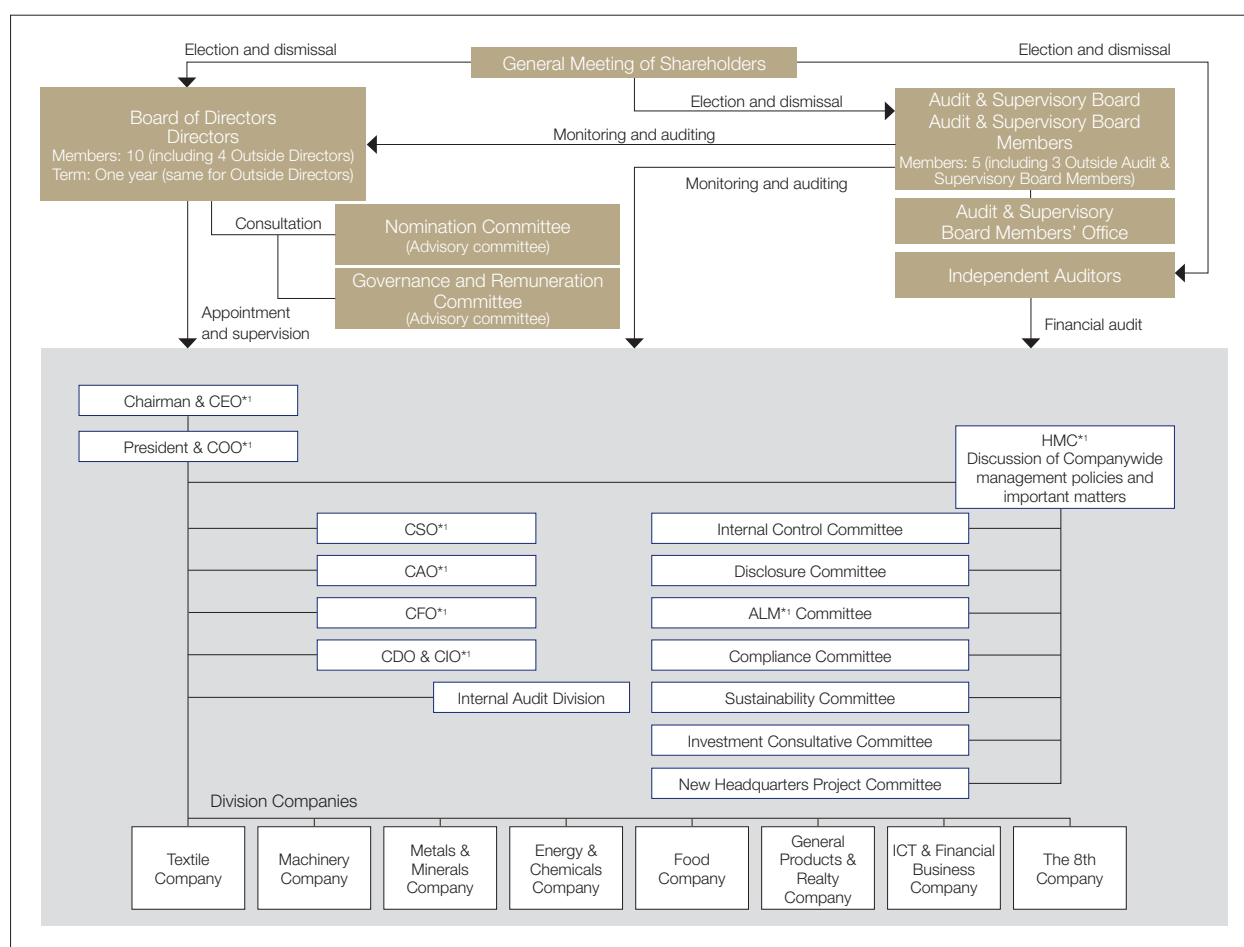 Election and dismissal
General Meeting of Shareholders
Election and dismissal
Election and dismissal
Board of Directors
Directors
Members: 10 (including 4 Outside Directors)
Term: One year (same for Outside Directors)
Monitoring and auditing
Audit & Supervisory Board
Audit & Supervisory Board
Members
Members: 5 (including 3 Outside Audit &
Supervisory Board Members)
Monitoring and auditing
Audit & Supervisory
Board Members' Office
Consultation
Nomination Committee
(Advisory committee)
Governance and Remuneration
Committee
(Advisory committee)
Independent Auditors
Appointment
and supervision
Financial audit
Chairman & CEO*1
President & COO*1
HMC*1
Discussion of Companywide
management policies and
important matters
CSO*1
CAO*1
CFO*1
CDO & CIO*1
Internal Audit Division
Internal Control Committee
Disclosure Committee
ALM*1 Committee
Compliance Committee
Sustainability Committee
Investment Consultative Committee
New Headquarters Project Committee
Division Companies
Textile
Company
Machinery
Company
Metals &
Minerals
Company
Energy &
Chemicals
Company
Food
Company
General
Products &
Realty
Company
ICT & Financial
Business
Company
The 8th
Company